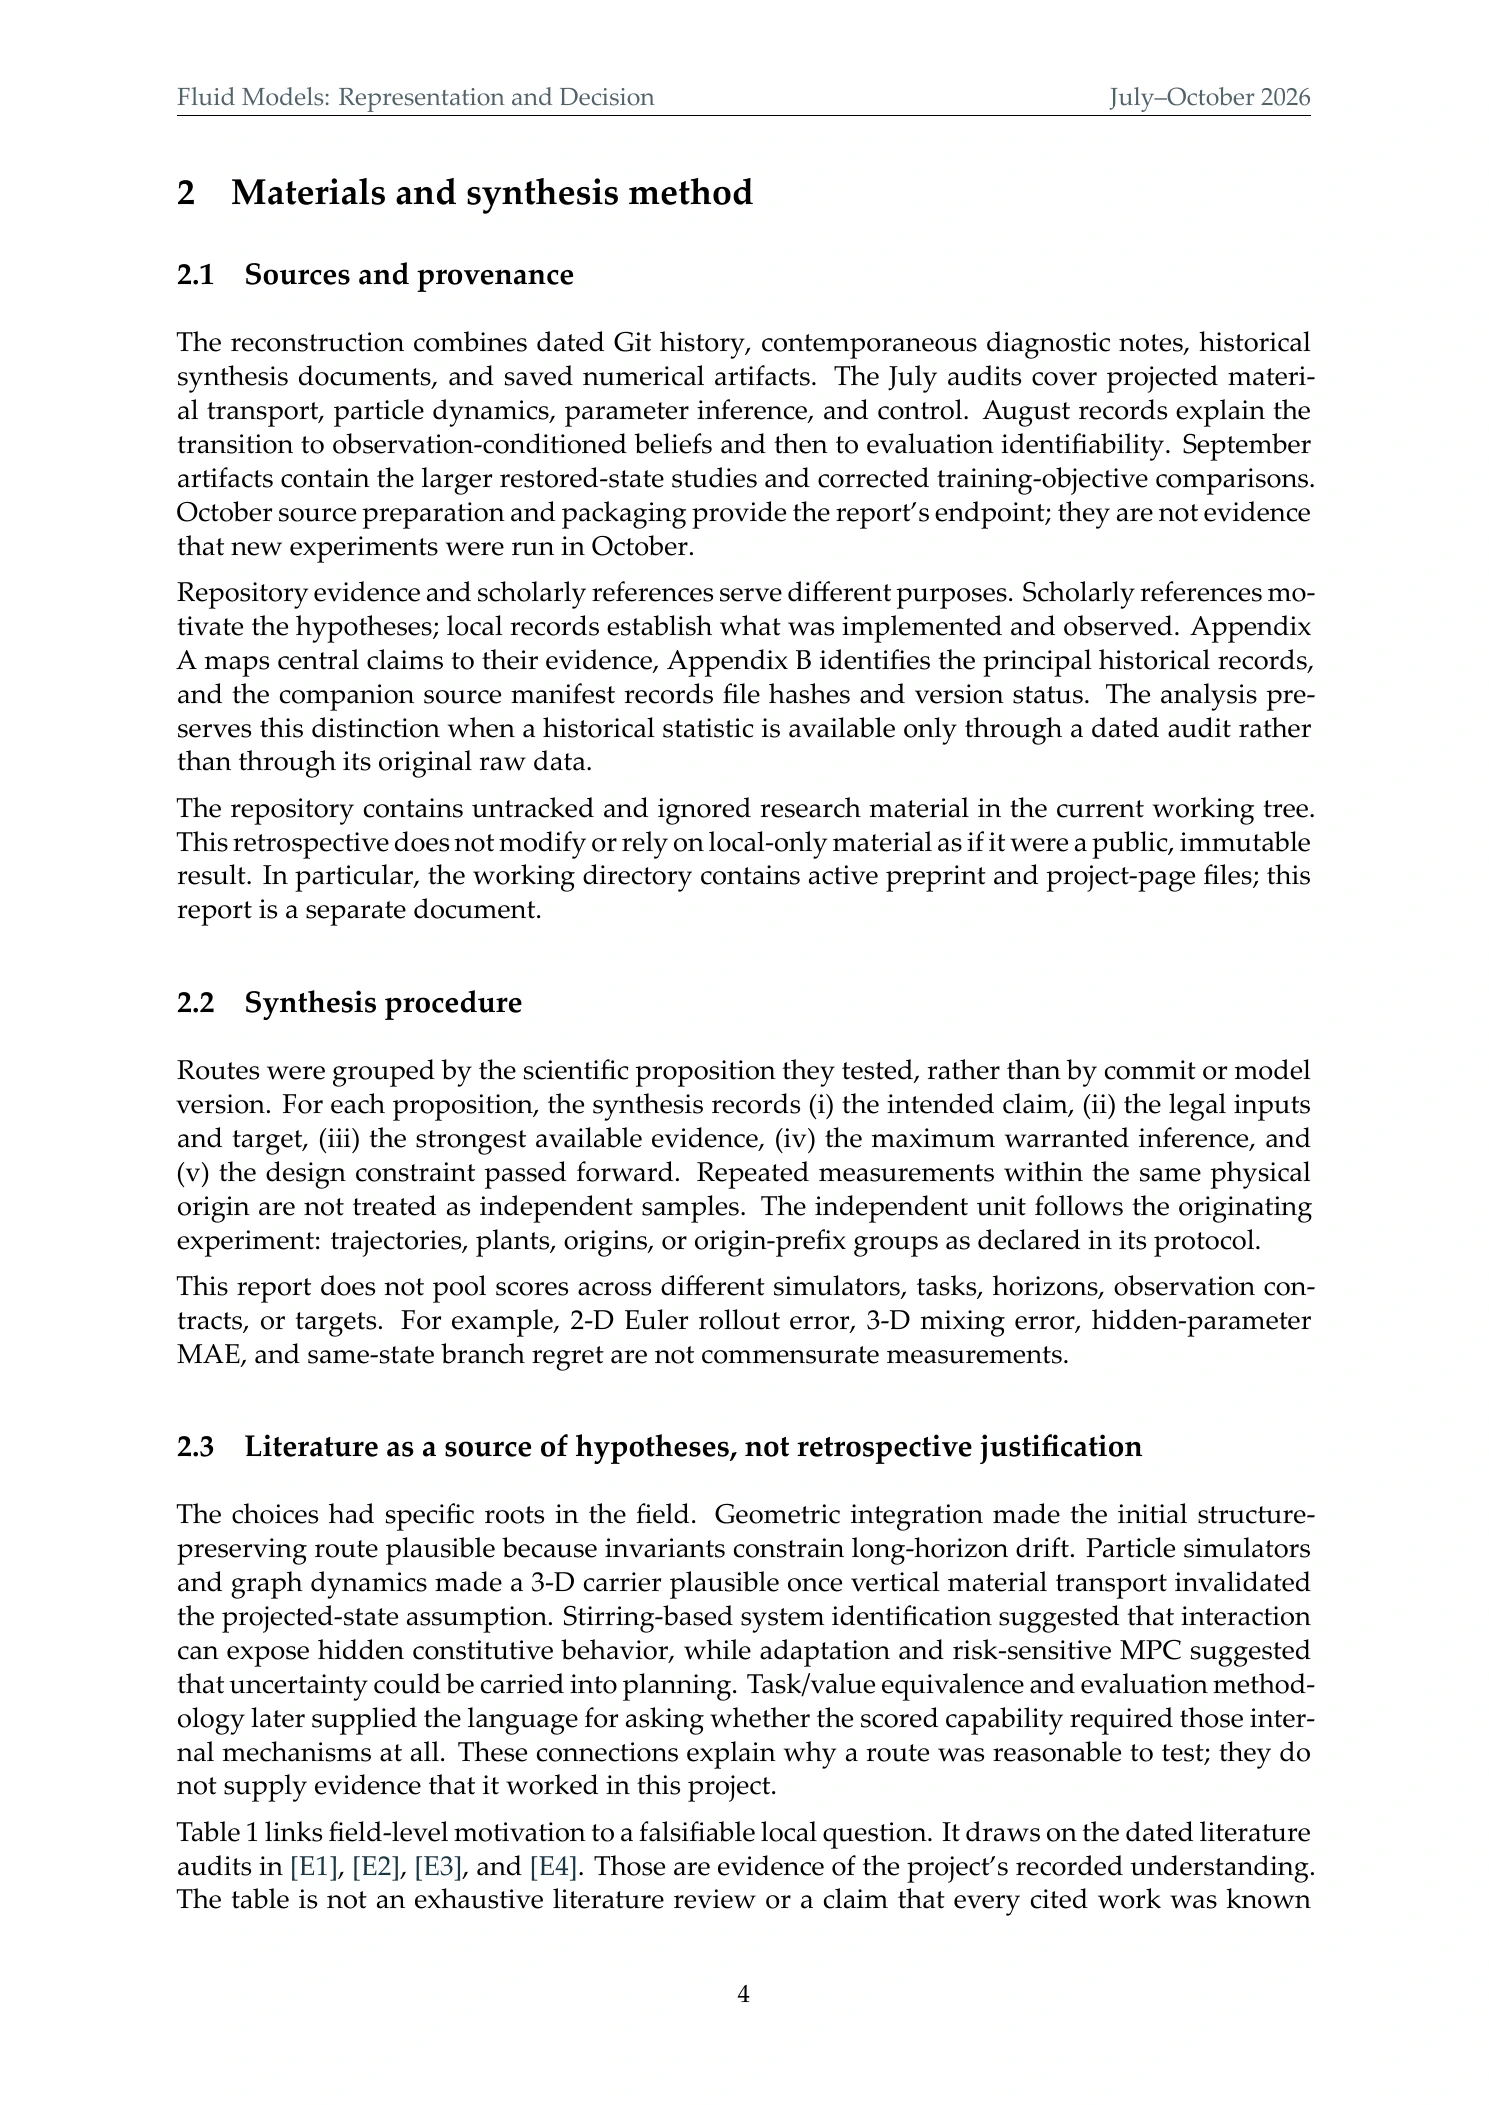 Fluid Models: Representation and Decision
July–October 2026
2 Materials and synthesis method
2.1 Sources and provenance
The reconstruction combines dated Git history, contemporaneous diagnostic notes, historical
synthesis documents, and saved numerical artifacts. The July audits cover projected materi-
al transport, particle dynamics, parameter inference, and control. August records explain the
transition to observation-conditioned beliefs and then to evaluation identifiability. September
artifacts contain the larger restored-state studies and corrected training-objective comparisons.
October source preparation and packaging provide the report’s endpoint; they are not evidence
that new experiments were run in October.
Repository evidence and scholarly references serve different purposes. Scholarly references mo-
tivate the hypotheses; local records establish what was implemented and observed. Appendix
A maps central claims to their evidence, Appendix B identifies the principal historical records,
and the companion source manifest records file hashes and version status. The analysis pre-
serves this distinction when a historical statistic is available only through a dated audit rather
than through its original raw data.
The repository contains untracked and ignored research material in the current working tree.
This retrospective does not modify or rely on local-only material as if it were a public, immutable
result. In particular, the working directory contains active preprint and project-page files; this
report is a separate document.
2.2 Synthesis procedure
Routes were grouped by the scientific proposition they tested, rather than by commit or model
version. For each proposition, the synthesis records (i) the intended claim, (ii) the legal inputs
and target, (iii) the strongest available evidence, (iv) the maximum warranted inference, and
(v) the design constraint passed forward. Repeated measurements within the same physical
origin are not treated as independent samples. The independent unit follows the originating
experiment: trajectories, plants, origins, or origin-prefix groups as declared in its protocol.
This report does not pool scores across different simulators, tasks, horizons, observation con-
tracts, or targets. For example, 2-D Euler rollout error, 3-D mixing error, hidden-parameter
MAE, and same-state branch regret are not commensurate measurements.
2.3 Literature as a source of hypotheses, not retrospective justification
The choices had specific roots in the field. Geometric integration made the initial structure-
preserving route plausible because invariants constrain long-horizon drift. Particle simulators
and graph dynamics made a 3-D carrier plausible once vertical material transport invalidated
the projected-state assumption. Stirring-based system identification suggested that interaction
can expose hidden constitutive behavior, while adaptation and risk-sensitive MPC suggested
that uncertainty could be carried into planning. Task/value equivalence and evaluation method-
ology later supplied the language for asking whether the scored capability required those inter-
nal mechanisms at all. These connections explain why a route was reasonable to test; they do
not supply evidence that it worked in this project.
Table 1 links field-level motivation to a falsifiable local question. It draws on the dated literature
audits in [E1], [E2], [E3], and [E4]. Those are evidence of the project’s recorded understanding.
The table is not an exhaustive literature review or a claim that every cited work was known
4